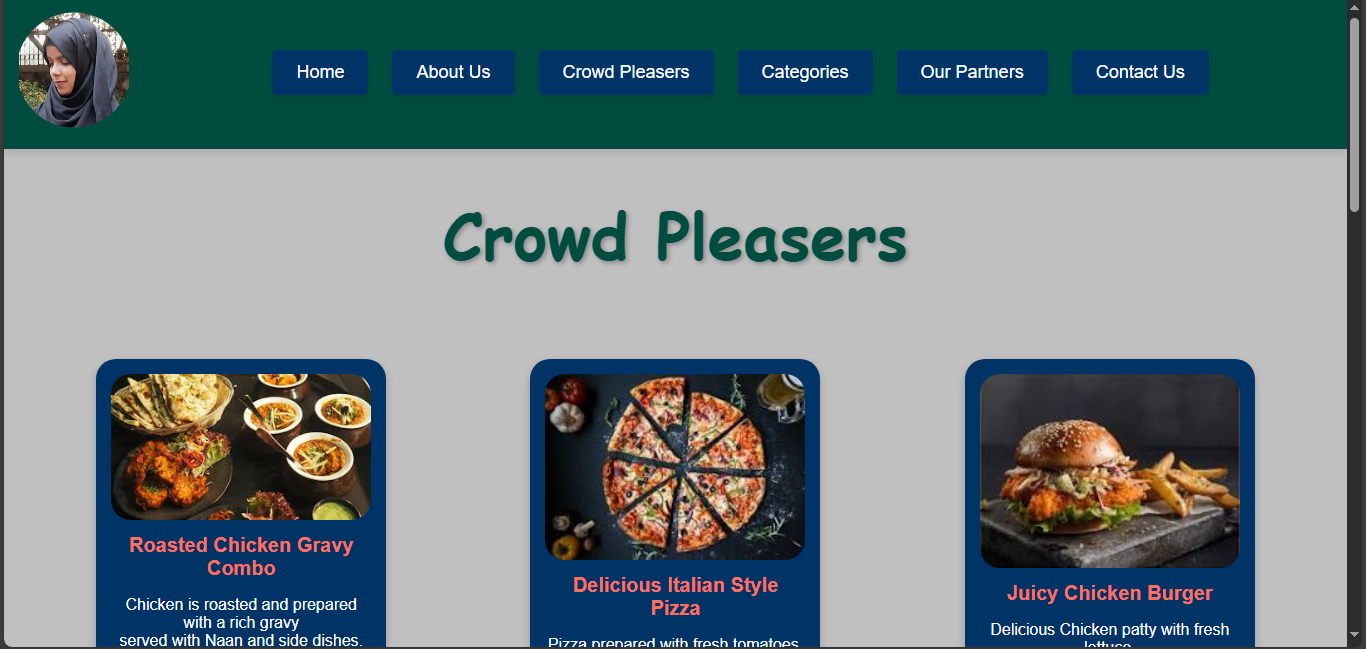 Home
About Us
Crowd Pleasers
Categories
Our Partners
Contact Us
Crowd Pleasers
Roasted Chicken Gravy
Combo
Chicken is roasted and prepared
with a rich gravy
served with Naan and side dishes.
Delicious Italian Style
Pizza
Pizza prepared with fresh tomatoes,
Juicy Chicken Burger
Delicious Chicken patty with fresh
lettuce